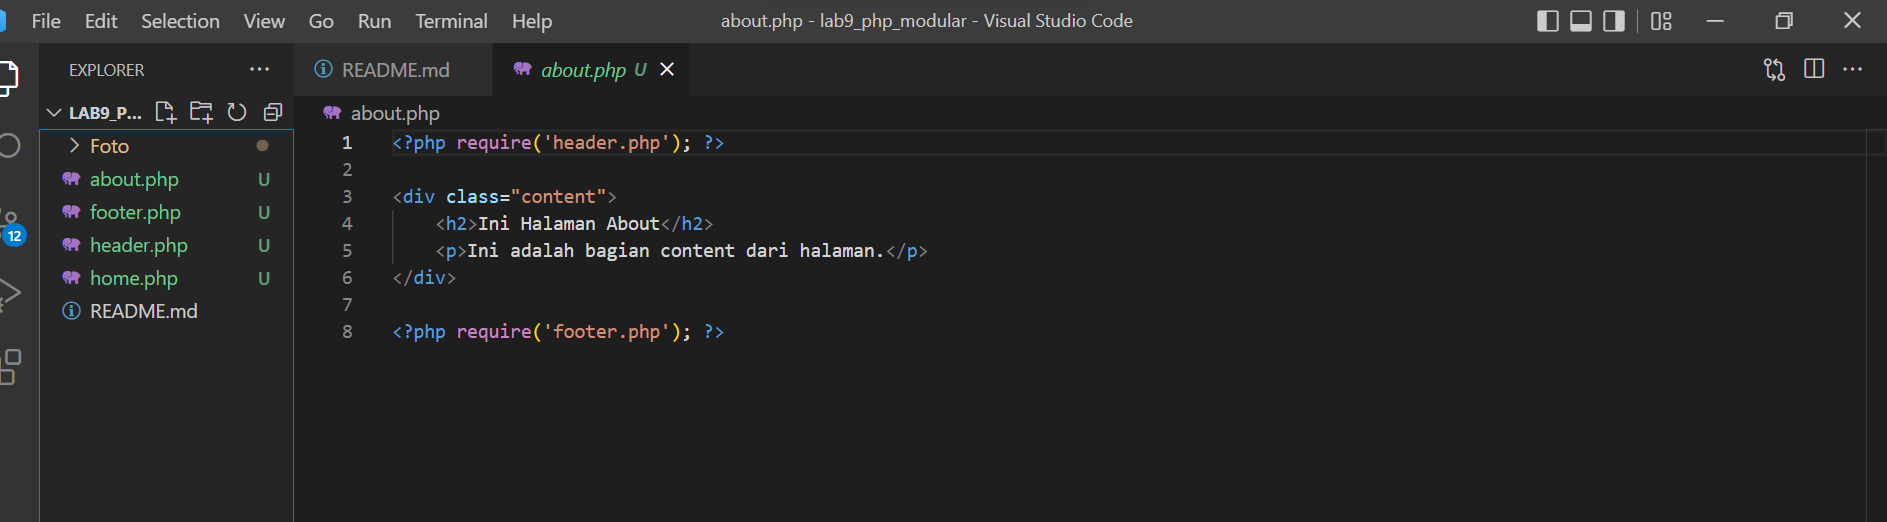 File Edit Selection View Go Run Terminal Help about.php - lab9_php_modular - Visual Studio Code
EXPLORER
README.md about.php U
LAB9_P...
about.php
Foto
about.php U
footer.php U
header.php U
home.php U
README.md
12
1 <?php require('header.php'); ?>
2
3 <div class="content">
4 <h2>Ini Halaman About</h2>
5 <p>Ini adalah bagian content dari halaman.</p>
6 </div>
7
8 <?php require('footer.php'); ?>